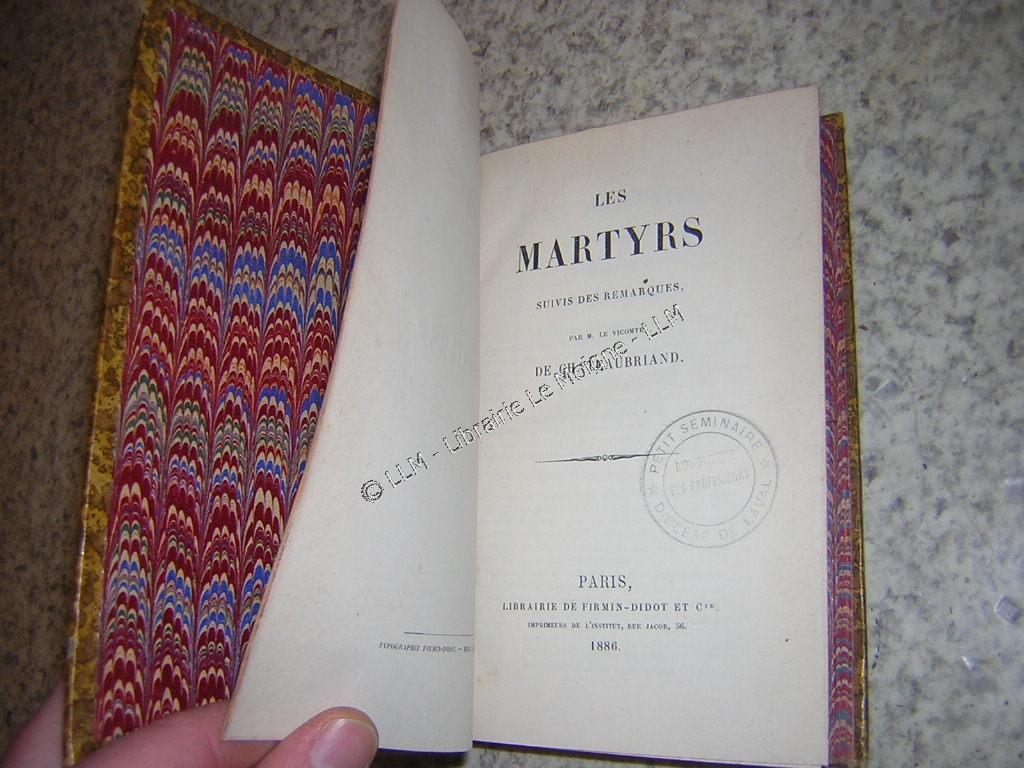 LES
MARTYRS
SUIVIS DES REMARQUES,
PAR M. LE VICOMTE
DE CHATEAUBRIAND.
PARIS,
LIBRAIRIE DE FIRMIN-DIDOT ET Cie,
IMPRIMEURS DE L'INSTITUT, RUE JACOB, 56.
1886.
PETIT SEMINAIRE
DES PROFESSEURS
DIOCESE DE LAVAL
TYPOGRAPHIE FIRMIN-DIDOT. —
© LLM - Librairie Le Moigne - LLM